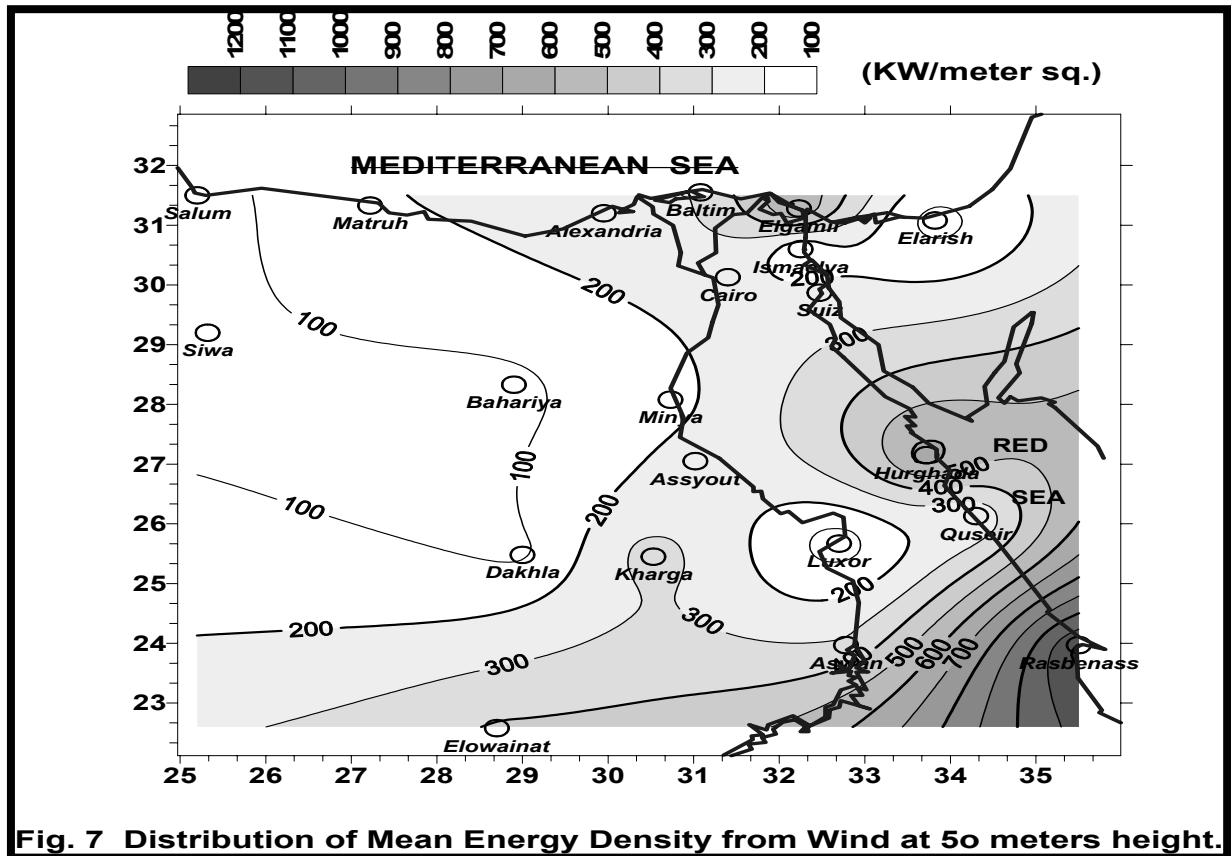 1200 1100 1000 900 800 700 600 500 400 300 200 100
(KW/meter sq.)
MEDITERRANEAN SEA
32
31
30
29
28
27
26
25
24
23
Salum
Matruh
Alexandria
Baltim
Elgamil
Elarish
Ismaelya
200
Cairo
Suiz
200
100
300
Siwa
Bahariya
Minya
RED
100
Assyout
Hurghada
500
400
SEA
300
200
100
Quseir
Dakhla
Kharga
Luxor
200
300
200
300
Aswan
500
600
700
Rasbenass
Elowainat
25 26 27 28 29 30 31 32 33 34 35
Fig. 7 Distribution of Mean Energy Density from Wind at 5o meters height.